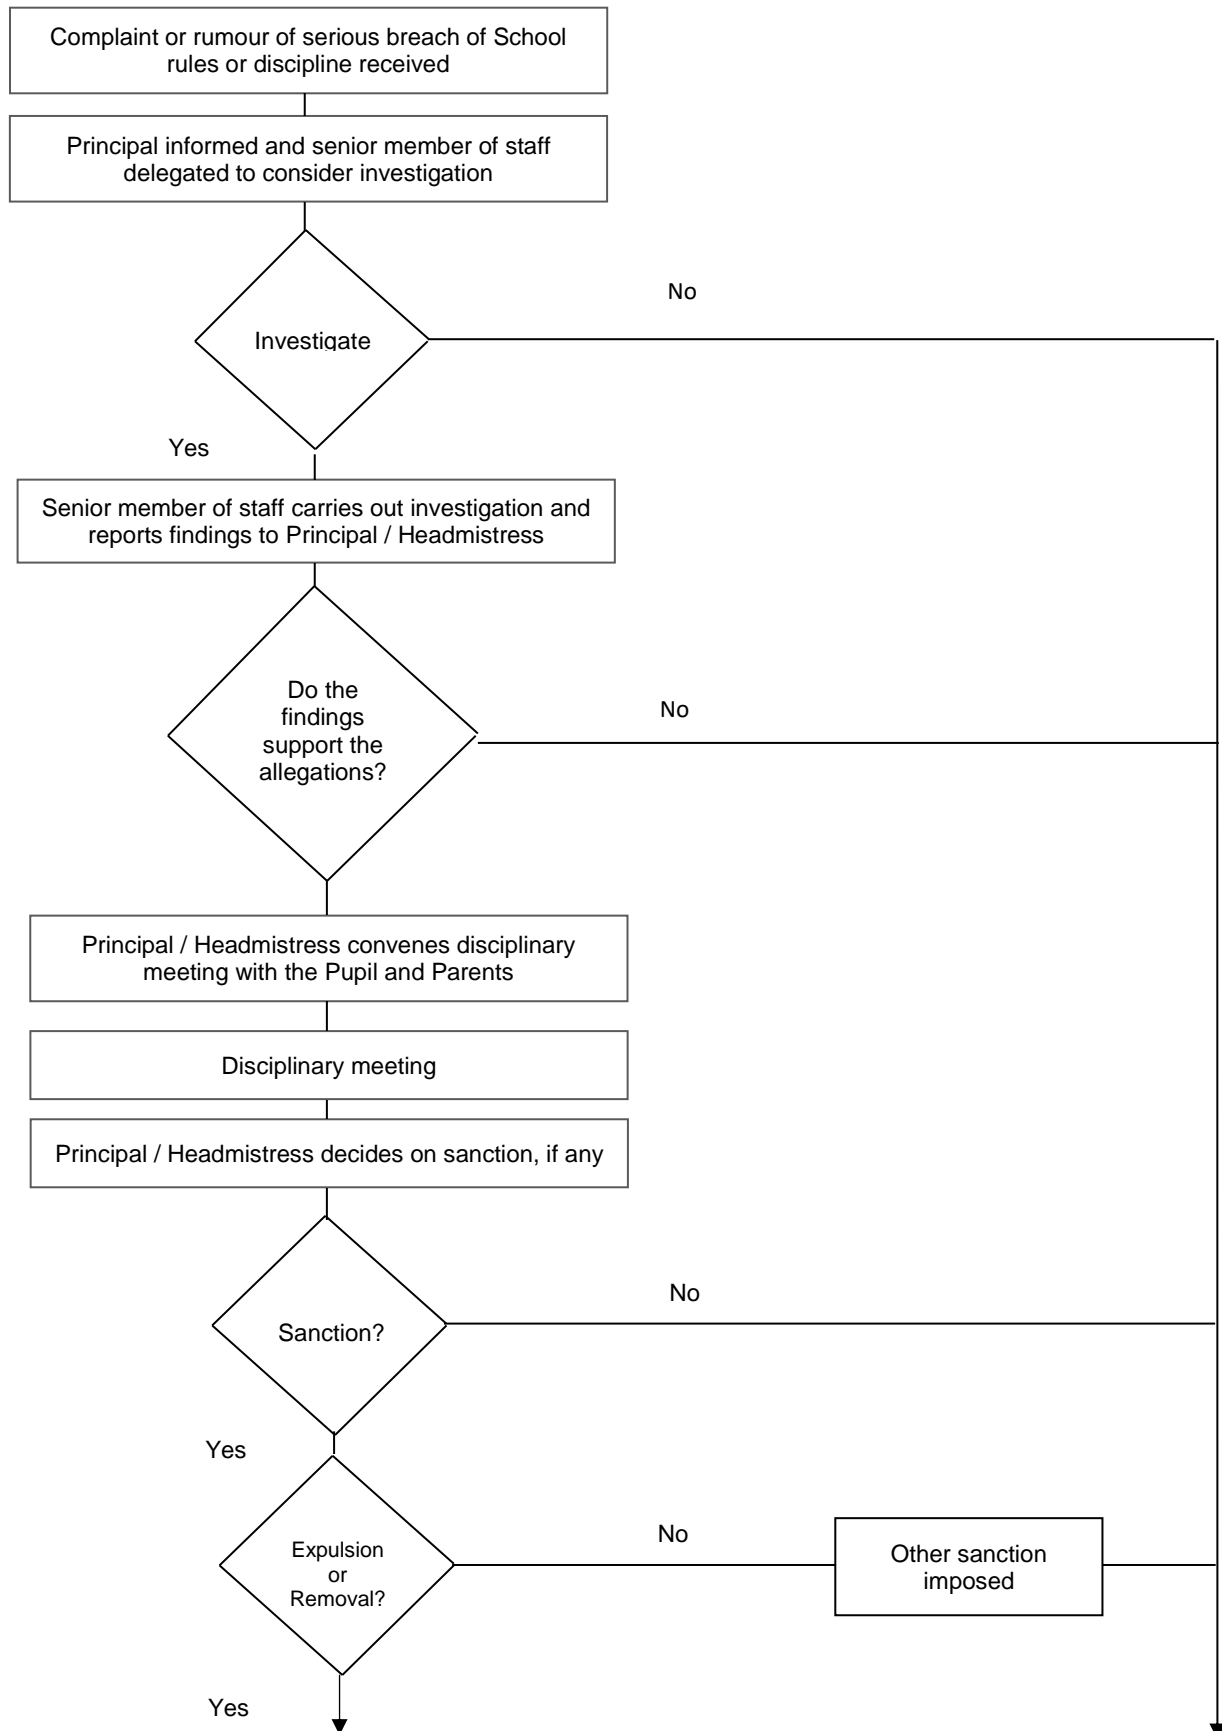 Complaint or rumour of serious breach of School
rules or discipline received
Principal informed and senior member of staff
delegated to consider investigation
No
Investigate
Yes
Senior member of staff carries out investigation and
reports findings to Principal / Headmistress
Do the
findings
support the
allegations?
No
Principal / Headmistress convenes disciplinary
meeting with the Pupil and Parents
Disciplinary meeting
Principal / Headmistress decides on sanction, if any
No
Sanction?
Yes
Expulsion
or
Removal?
No
Other sanction
imposed
Yes